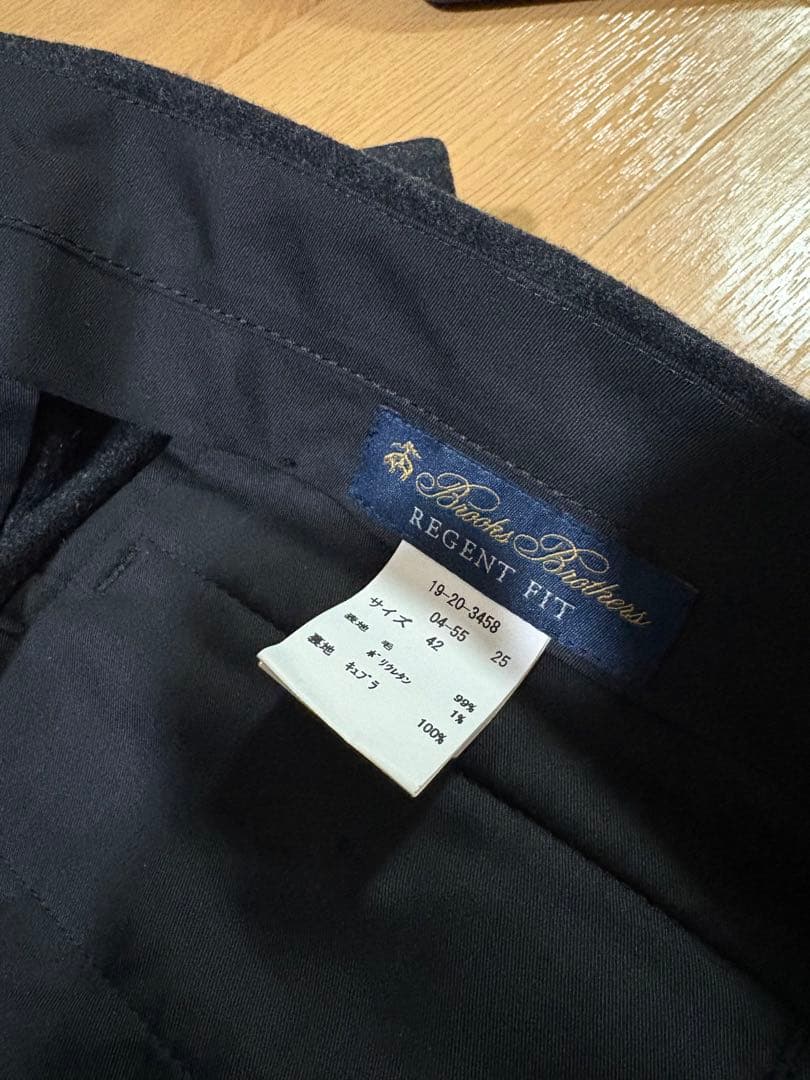 Brooks Brothers
REGENT FIT
19-20-3458
04-55 25
サイズ 42
表地 毛 99%
ポリウレタン 1%
裏地 キュプラ 100%